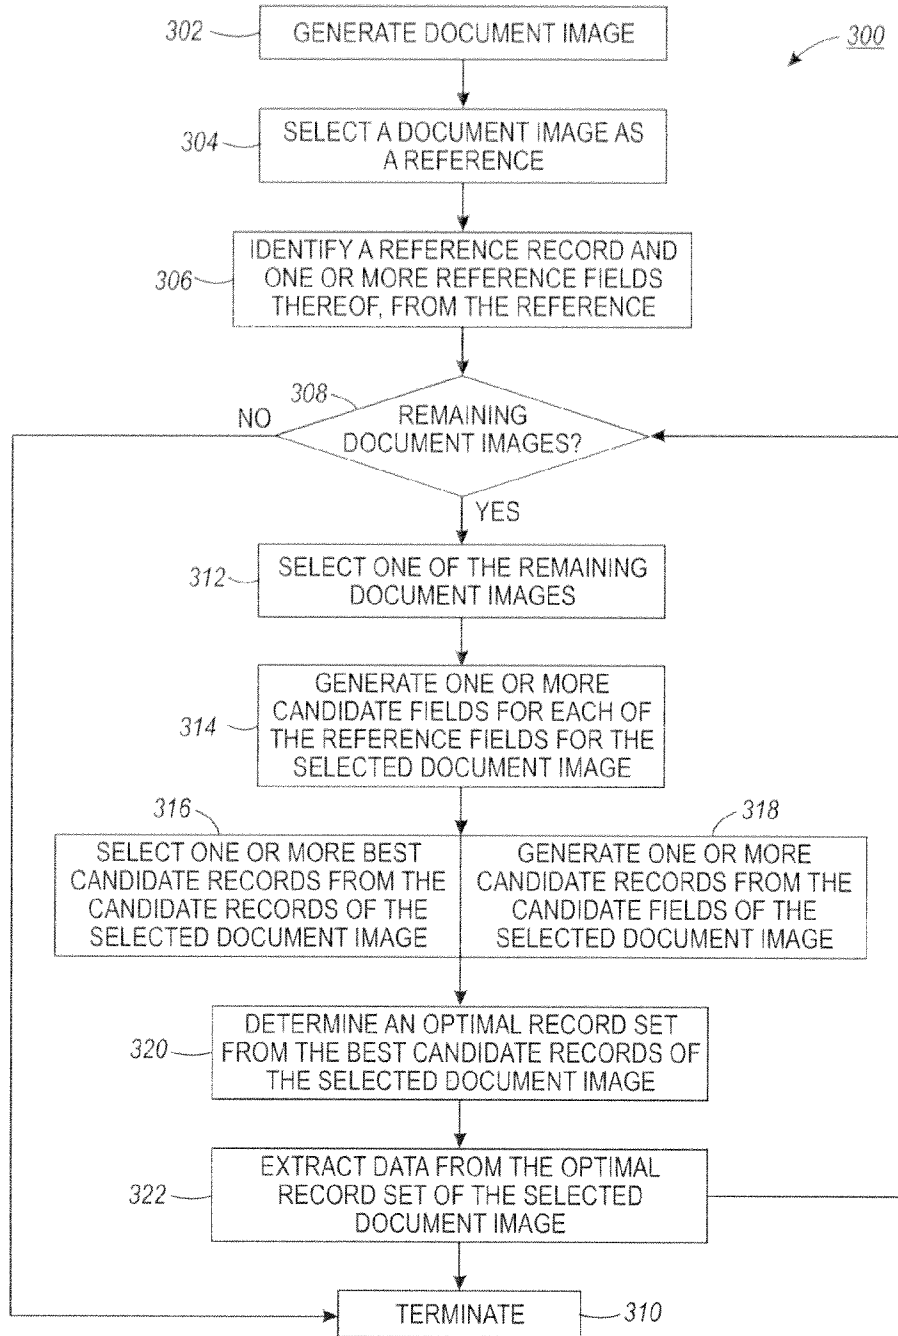 302
GENERATE DOCUMENT IMAGE
300
304
SELECT A DOCUMENT IMAGE AS
A REFERENCE
306
IDENTIFY A REFERENCE RECORD AND
ONE OR MORE REFERENCE FIELDS
THEREOF, FROM THE REFERENCE
308
NO
REMAINING
DOCUMENT IMAGES?
YES
312
SELECT ONE OF THE REMAINING
DOCUMENT IMAGES
314
GENERATE ONE OR MORE
CANDIDATE FIELDS FOR EACH OF
THE REFERENCE FIELDS FOR THE
SELECTED DOCUMENT IMAGE
316
SELECT ONE OR MORE BEST
CANDIDATE RECORDS FROM THE
CANDIDATE RECORDS OF THE
SELECTED DOCUMENT IMAGE
318
GENERATE ONE OR MORE
CANDIDATE RECORDS FROM THE
CANDIDATE FIELDS OF THE
SELECTED DOCUMENT IMAGE
320
DETERMINE AN OPTIMAL RECORD SET
FROM THE BEST CANDIDATE RECORDS OF
THE SELECTED DOCUMENT IMAGE
322
EXTRACT DATA FROM THE OPTIMAL
RECORD SET OF THE SELECTED
DOCUMENT IMAGE
TERMINATE
310